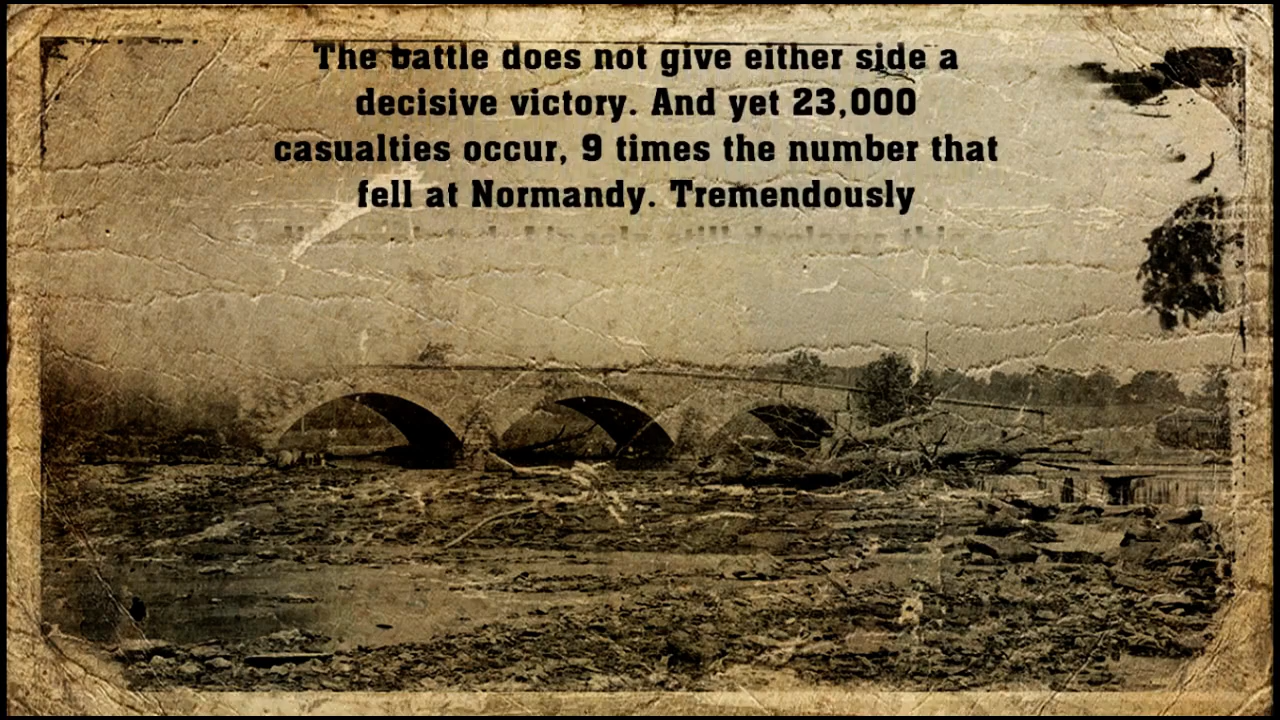 The battle does not give either side a
decisive victory. And yet 23,000
casualties occur, 9 times the number that
fell at Normandy. Tremendously